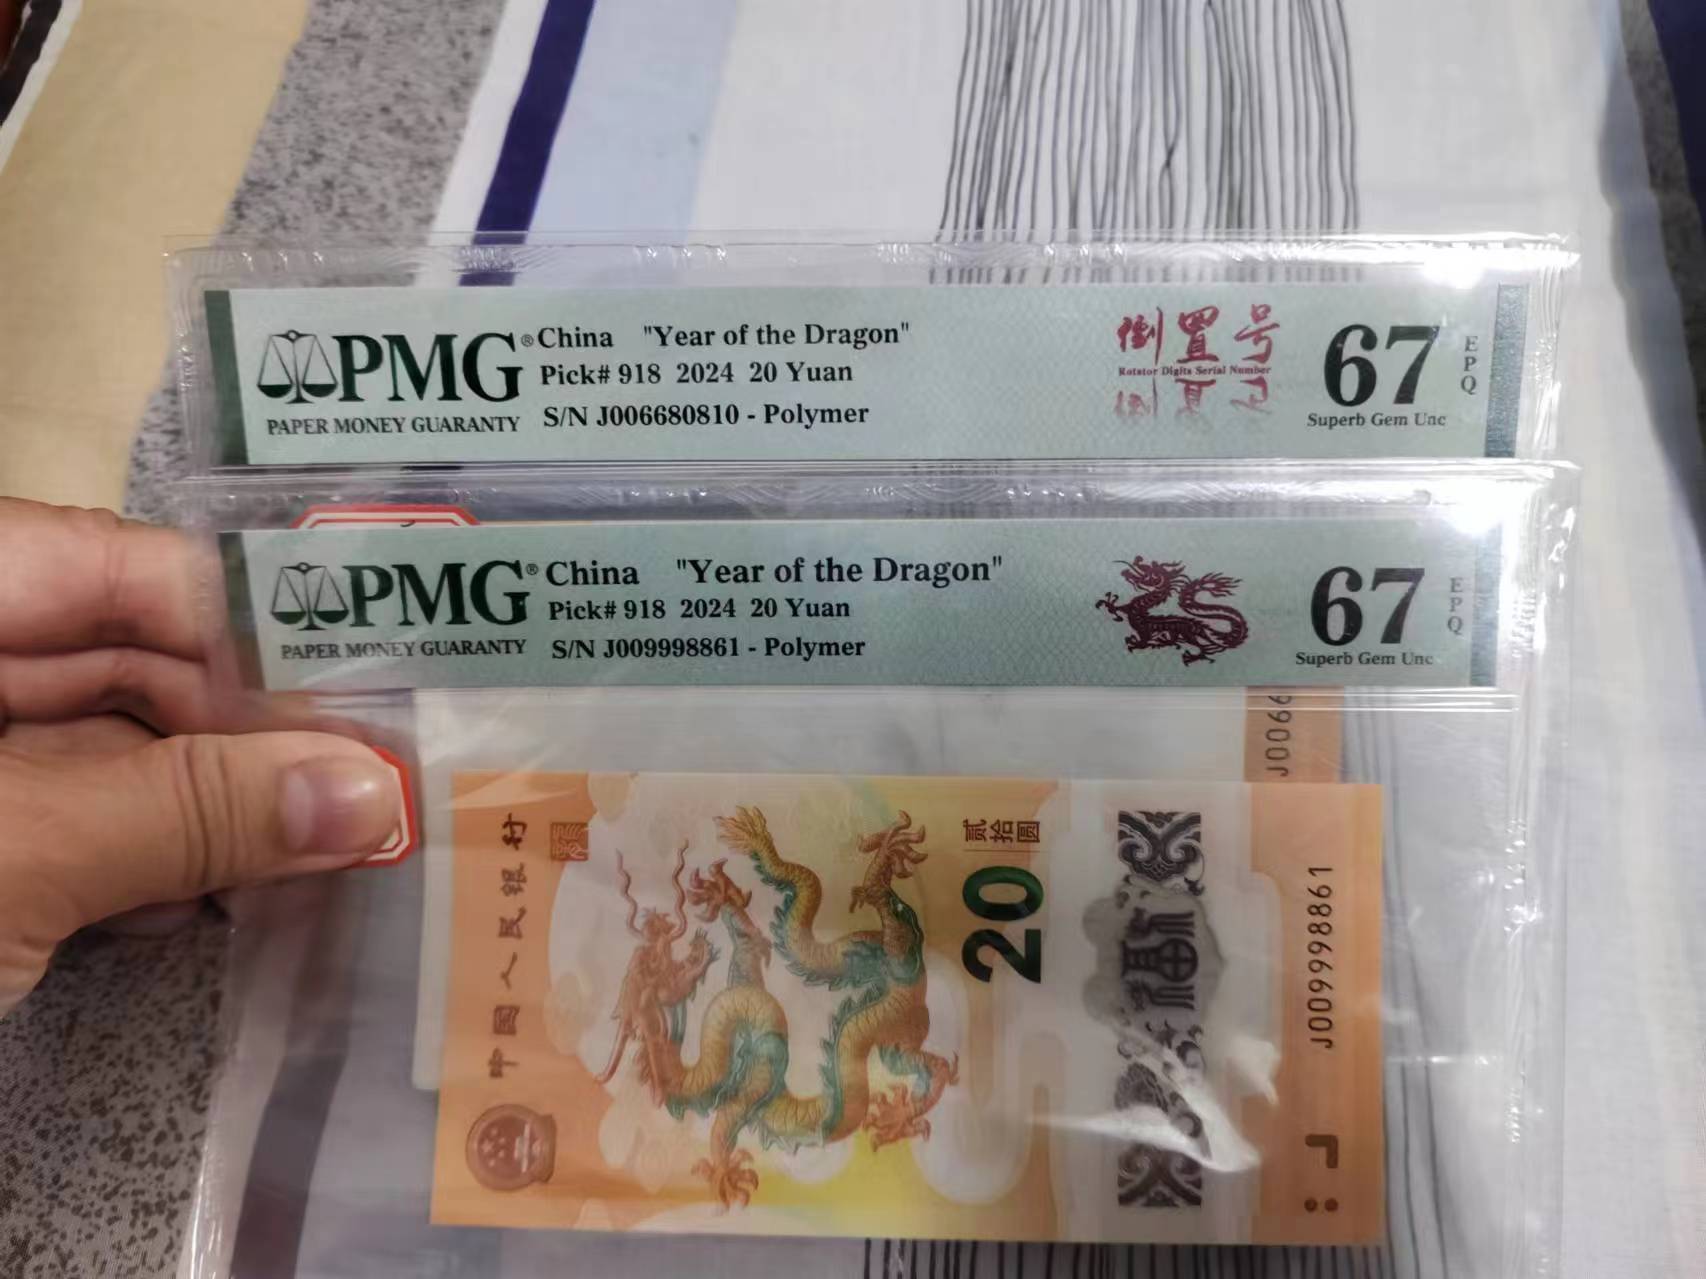 PMG® China "Year of the Dragon" 倒置号 67 EPQ
Pick# 918 2024 20 Yuan Rotator Digits Serial Number
PAPER MONEY GUARANTY S/N J006680810 - Polymer Superb Gem Unc
PMG® China "Year of the Dragon" 67 EPQ
Pick# 918 2024 20 Yuan
PAPER MONEY GUARANTY S/N J009998861 - Polymer Superb Gem Unc
J0066
中国人民银行
贰拾圆
20
J009998861